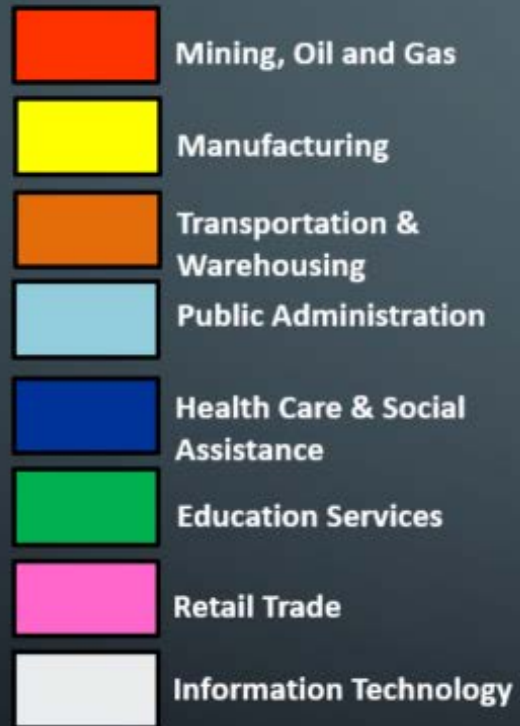 Mining, Oil and Gas
Manufacturing
Transportation &
Warehousing
Public Administration
Health Care & Social
Assistance
Education Services
Retail Trade
Information Technology